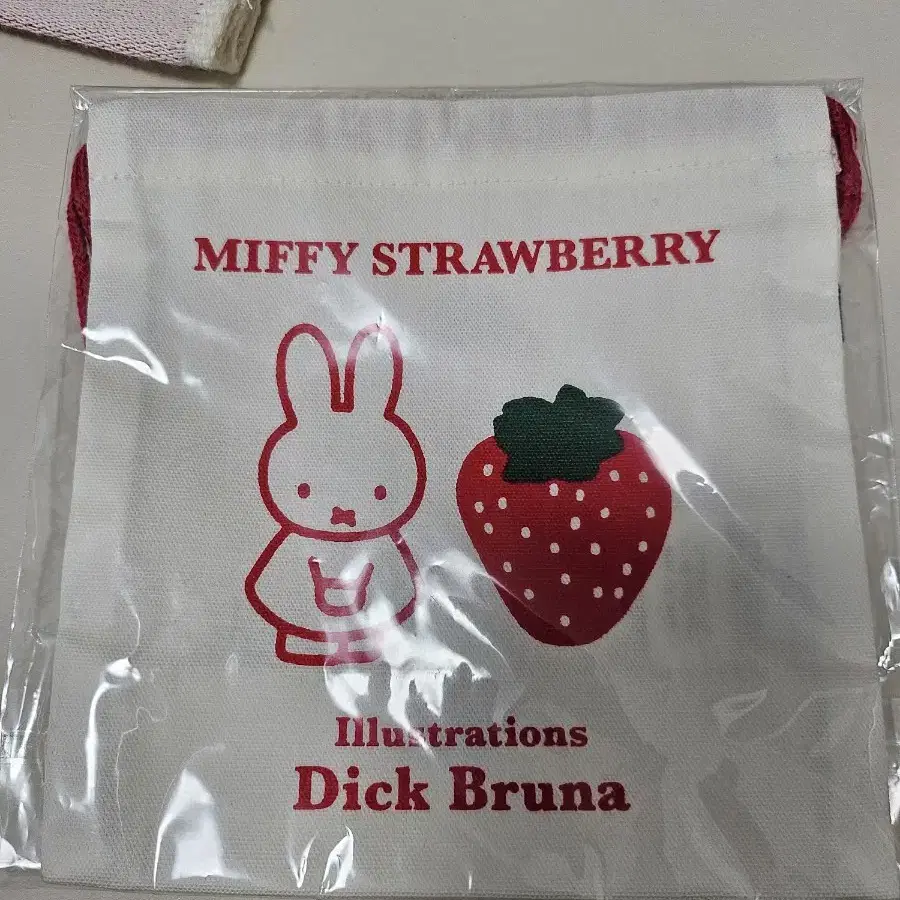 MIFFY STRAWBERRY
Illustrations
Dick Bruna